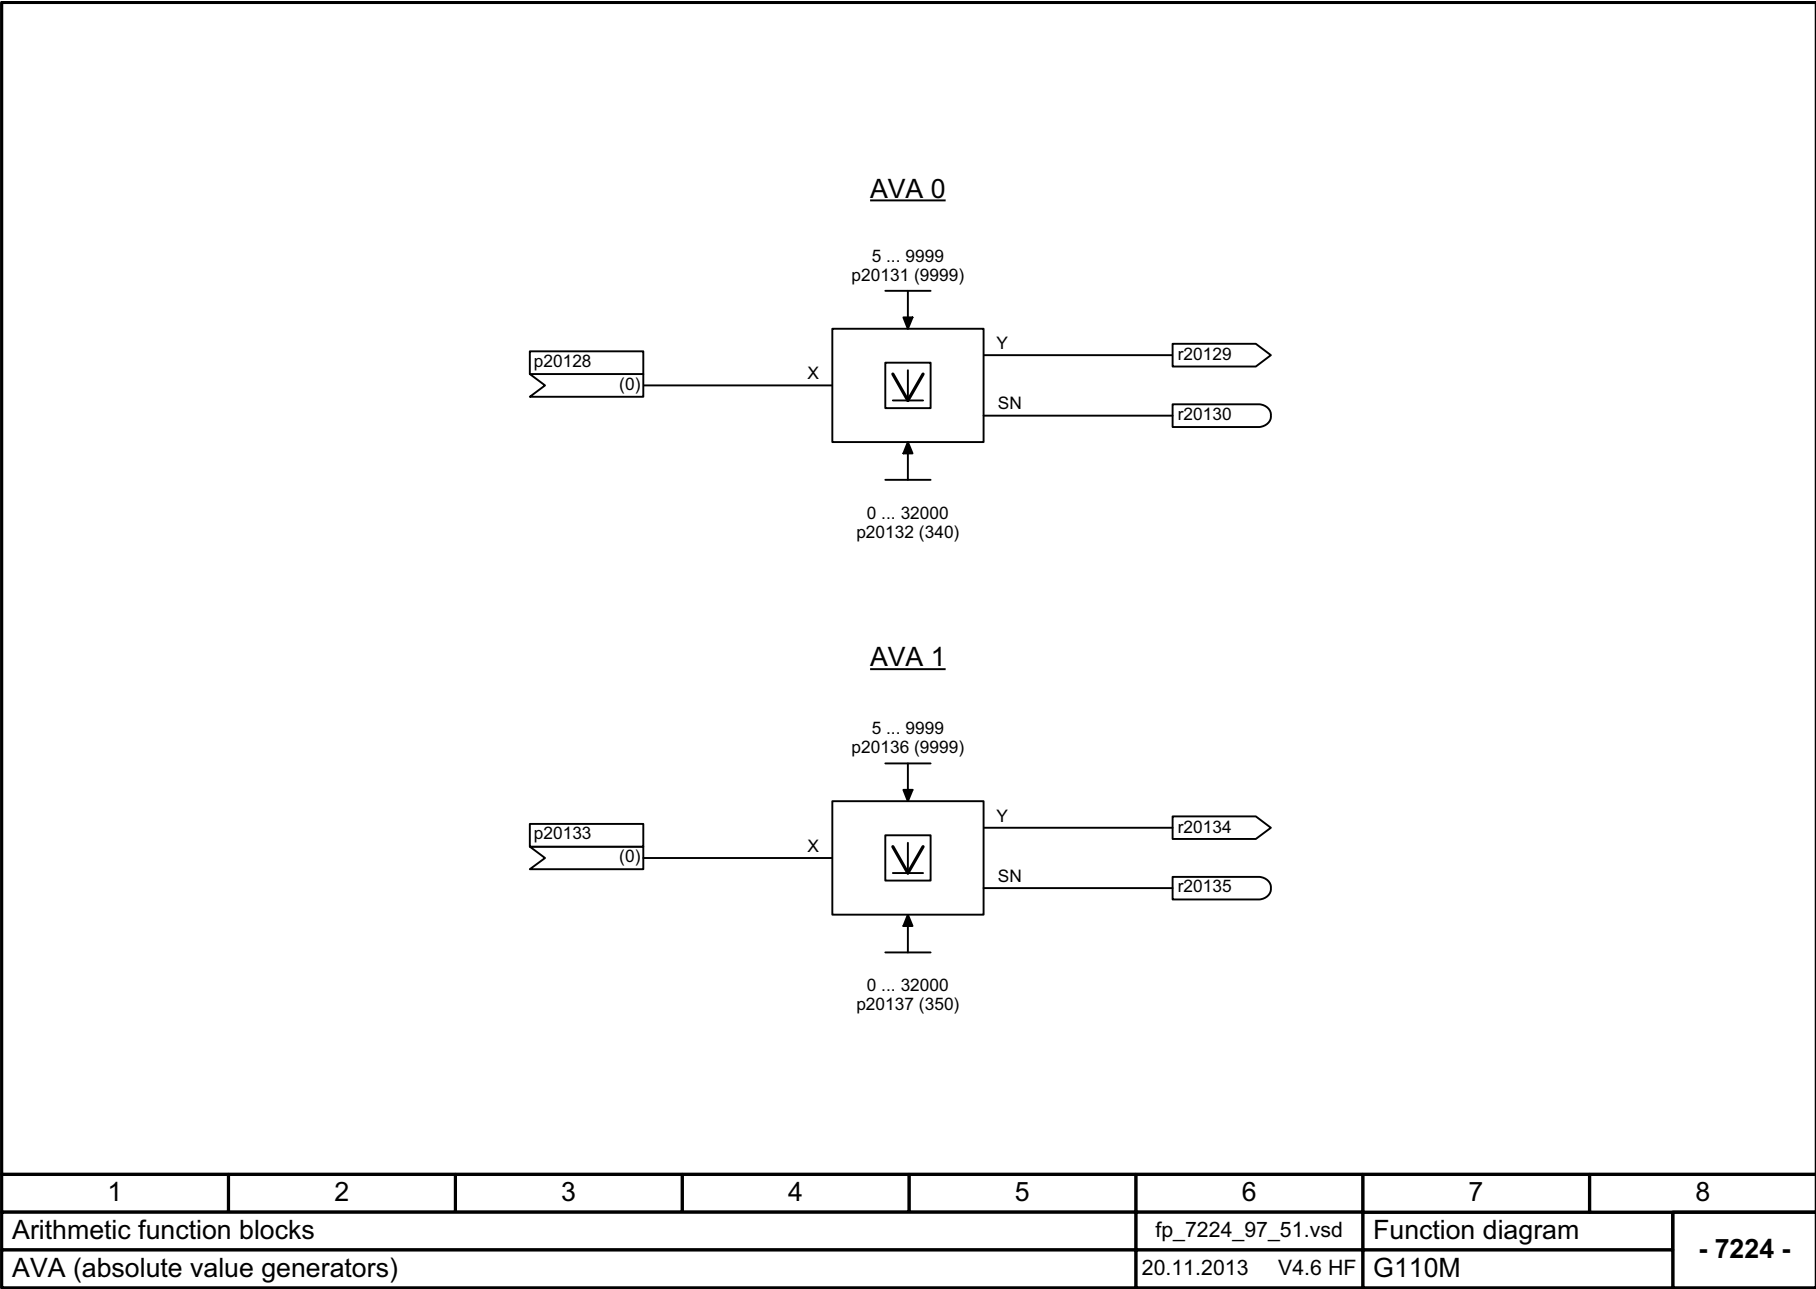 AVA 0
5 ... 9999
p20131 (9999)
p20128
(0)
X
Y
r20129
SN
r20130
0 ... 32000
p20132 (340)
AVA 1
5 ... 9999
p20136 (9999)
p20133
(0)
X
Y
r20134
SN
r20135
0 ... 32000
p20137 (350)
1 2 3 4 5 6 7 8
Arithmetic function blocks fp_7224_97_51.vsd Function diagram
- 7224 -
AVA (absolute value generators) 20.11.2013 V4.6 HF G110M